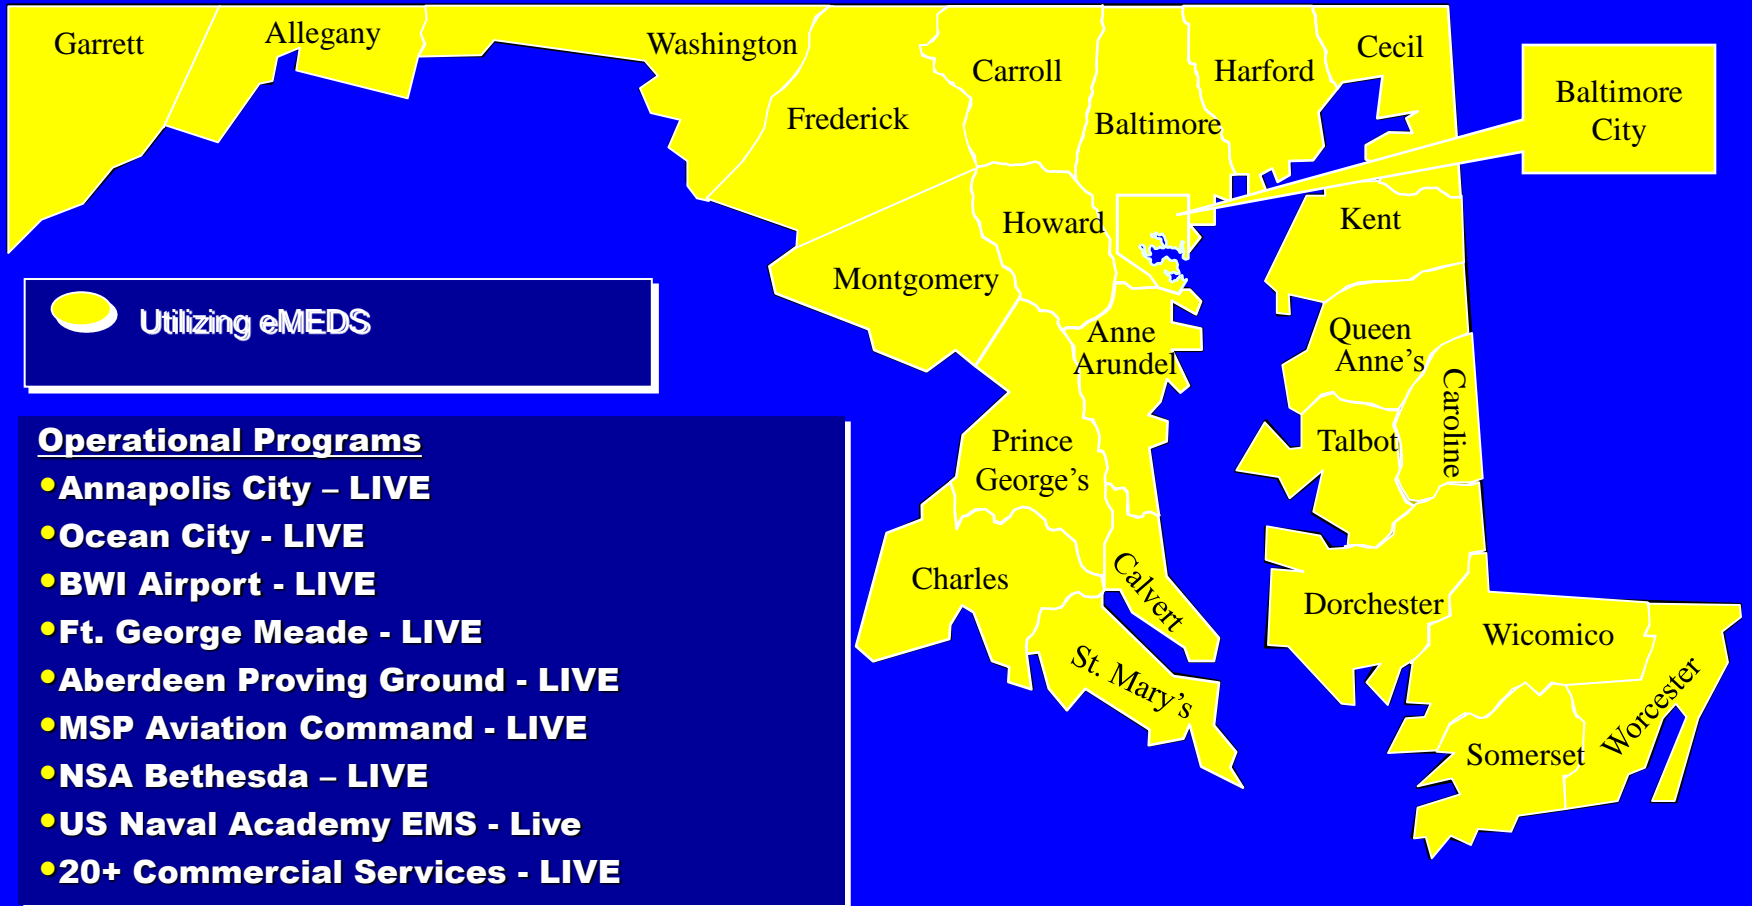 Garrett
Allegany
Washington
Frederick
Carroll
Baltimore
Harford
Cecil
Baltimore
City
Howard
Montgomery
Kent
Anne
Arundel
Queen
Anne’s
Caroline
Talbot
Prince
George’s
Charles
Calvert
St. Mary’s
Dorchester
Wicomico
Worcester
Somerset
Utilizing eMEDS
Operational Programs
•Annapolis City – LIVE
•Ocean City - LIVE
•BWI Airport - LIVE
•Ft. George Meade - LIVE
•Aberdeen Proving Ground - LIVE
•MSP Aviation Command - LIVE
•NSA Bethesda – LIVE
•US Naval Academy EMS - Live
•20+ Commercial Services - LIVE